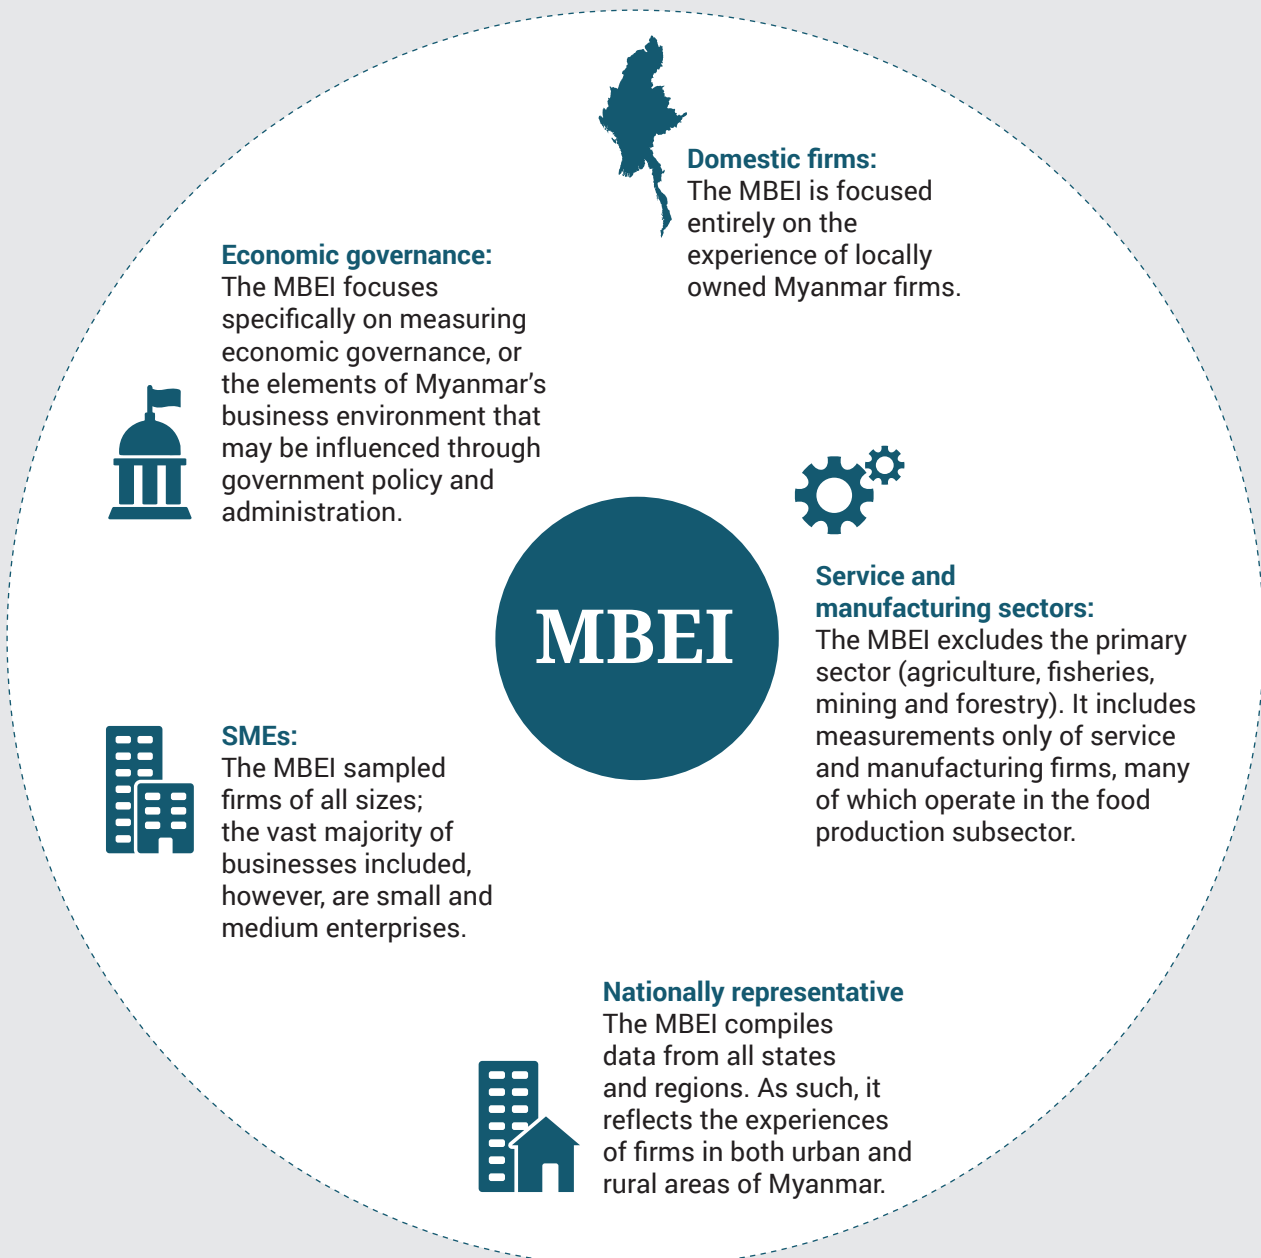 Domestic firms:
The MBEI is focused
entirely on the
experience of locally
owned Myanmar firms.
Economic governance:
The MBEI focuses
specifically on measuring
economic governance, or
the elements of Myanmar’s
business environment that
may be influenced through
government policy and
administration.
MBEI
Service and
manufacturing sectors:
The MBEI excludes the primary
sector (agriculture, fisheries,
mining and forestry). It includes
measurements only of service
and manufacturing firms, many
of which operate in the food
production subsector.
SMEs:
The MBEI sampled
firms of all sizes;
the vast majority of
businesses included,
however, are small and
medium enterprises.
Nationally representative
The MBEI compiles
data from all states
and regions. As such, it
reflects the experiences
of firms in both urban and
rural areas of Myanmar.